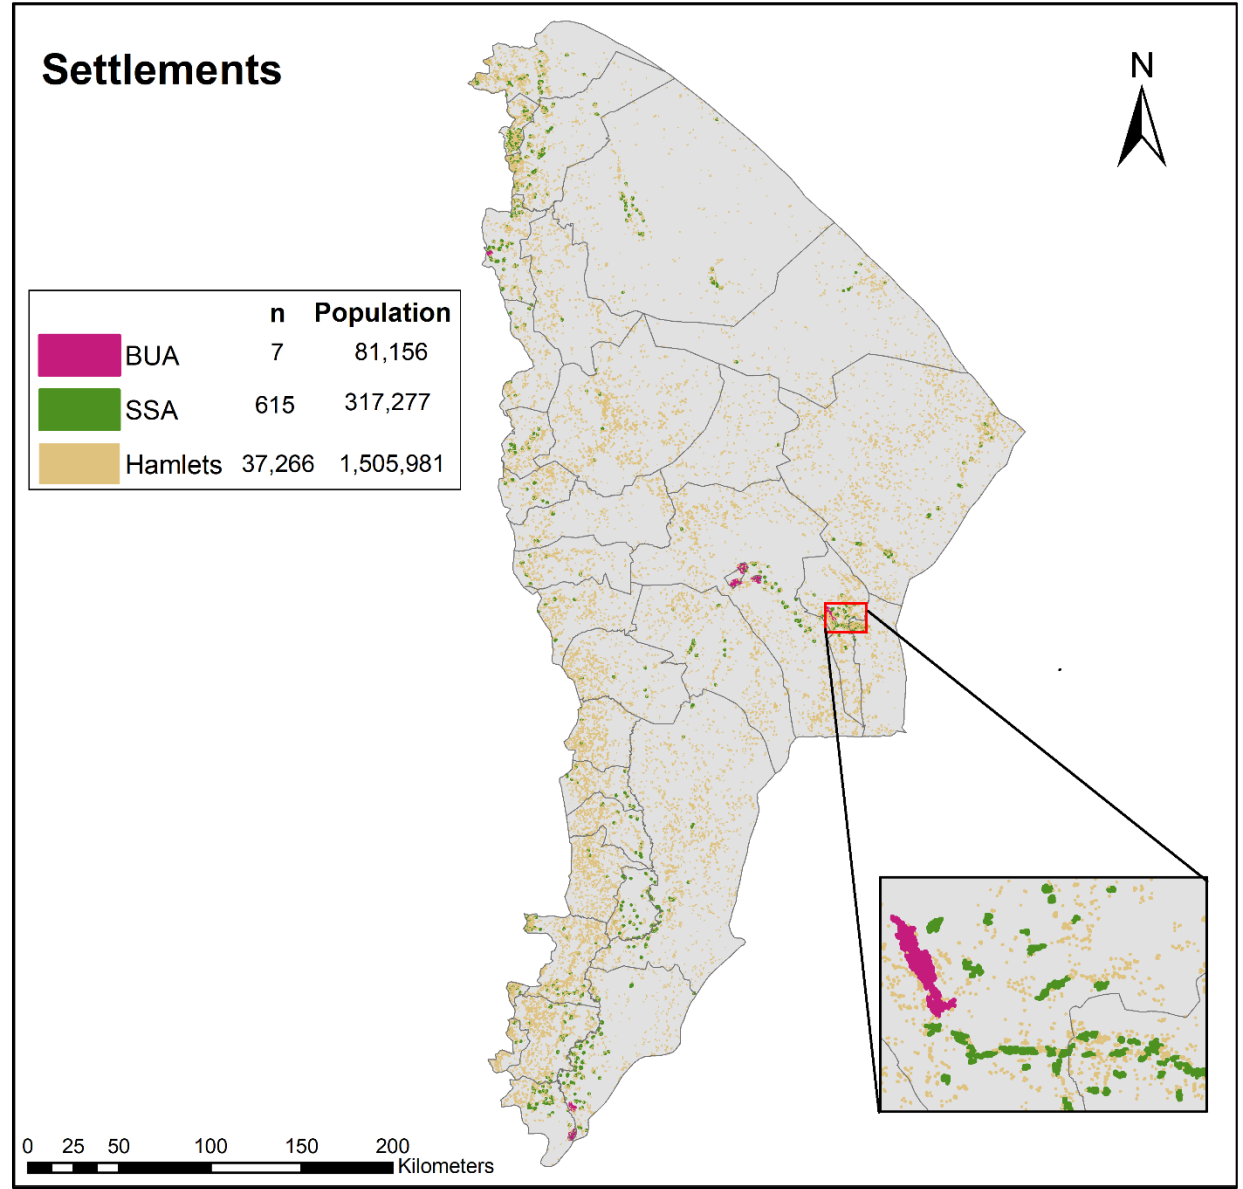 Settlements
N
n Population
BUA 7 81,156
SSA 615 317,277
Hamlets 37,266 1,505,981
0 25 50 100 150 200
Kilometers